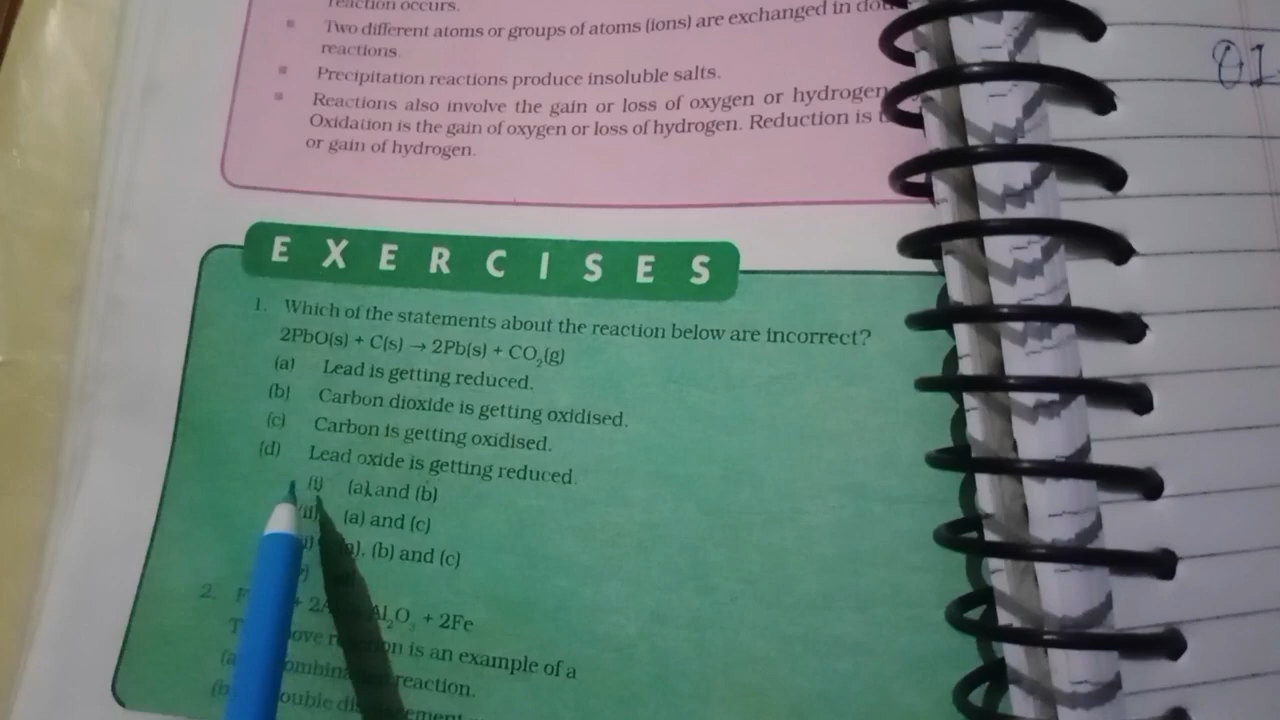 reaction occurs.
Two different atoms or groups of atoms (ions) are exchanged in
reactions.
Precipitation reactions produce insoluble salts.
Reactions also involve the gain or loss of oxygen or hydrogen
Oxidation is the gain of oxygen or loss of hydrogen. Reduction is
or gain of hydrogen.
EXERCISES
1. Which of the statements about the reaction below are incorrect?
2PbO(s) + C(s) → 2Pb(s) + CO₂(g)
(a) Lead is getting reduced.
(b) Carbon dioxide is getting oxidised.
(c) Carbon is getting oxidised.
(d) Lead oxide is getting reduced.
(i) (a) and (b)
(ii) (a) and (c)
(b) and (c)
2. + Al₂O₃ + 2Fe
reaction is an example of a
reaction.